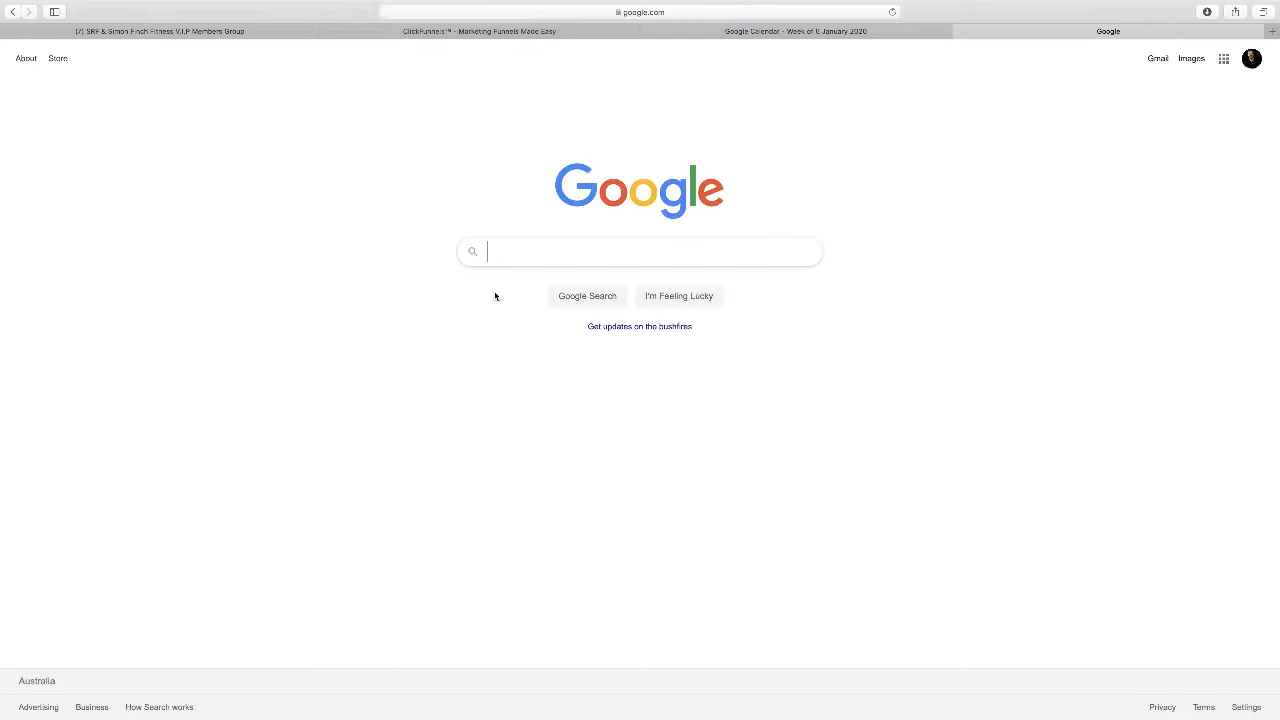 google.com
(7) SRF & Simon Finch Fitness V.I.P Members Group
ClickFunnels™ - Marketing Funnels Made Easy
Google Calendar - Week of 6 January 2020
Google
About Store
Gmail Images
Google
Google Search I'm Feeling Lucky
Get updates on the bushfires
Australia
Advertising Business How Search works
Privacy Terms Settings